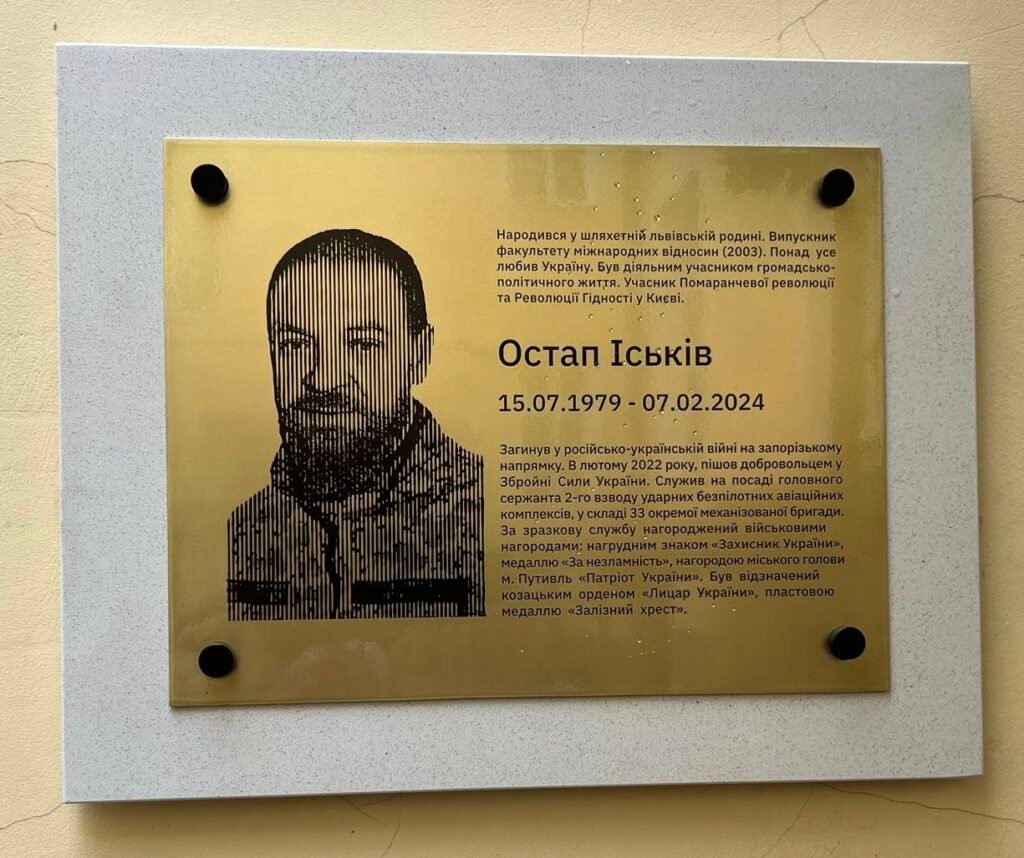 Народився у шляхетній львівській родині. Випускник
факультету міжнародних відносин (2003). Понад усе
любив Україну. Був діяльним учасником громадсько-
політичного життя. Учасник Помаранчевої революції
та Революції Гідності у Києві.
Остап Іськів
15.07.1979 - 07.02.2024
Загинув у російсько-українській війні на запорізькому
напрямку. В лютому 2022 року, пішов добровольцем у
Збройні Сили України. Служив на посаді головного
сержанта 2-го взводу ударних безпілотних авіаційних
комплексів, у складі 33 окремої механізованої бригади.
За зразкову службу нагороджений військовими
нагородами: нагрудним знаком «Захисник України»,
медаллю «За незламність», нагородою міського голови
м. Путивль «Патріот України». Був відзначений
козацьким орденом «Лицар України», пластовою
медаллю «Залізний хрест».